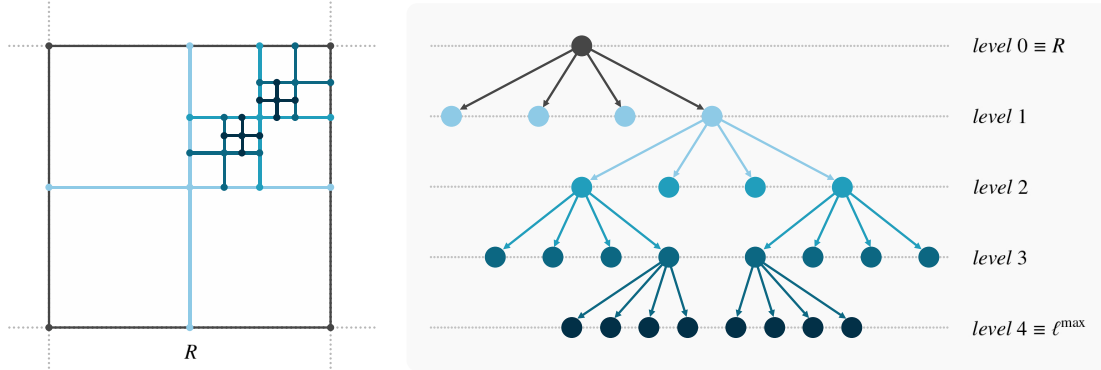 level 0 ≡ R
level 1
level 2
level 3
level 4 ≡ ℓmax
R